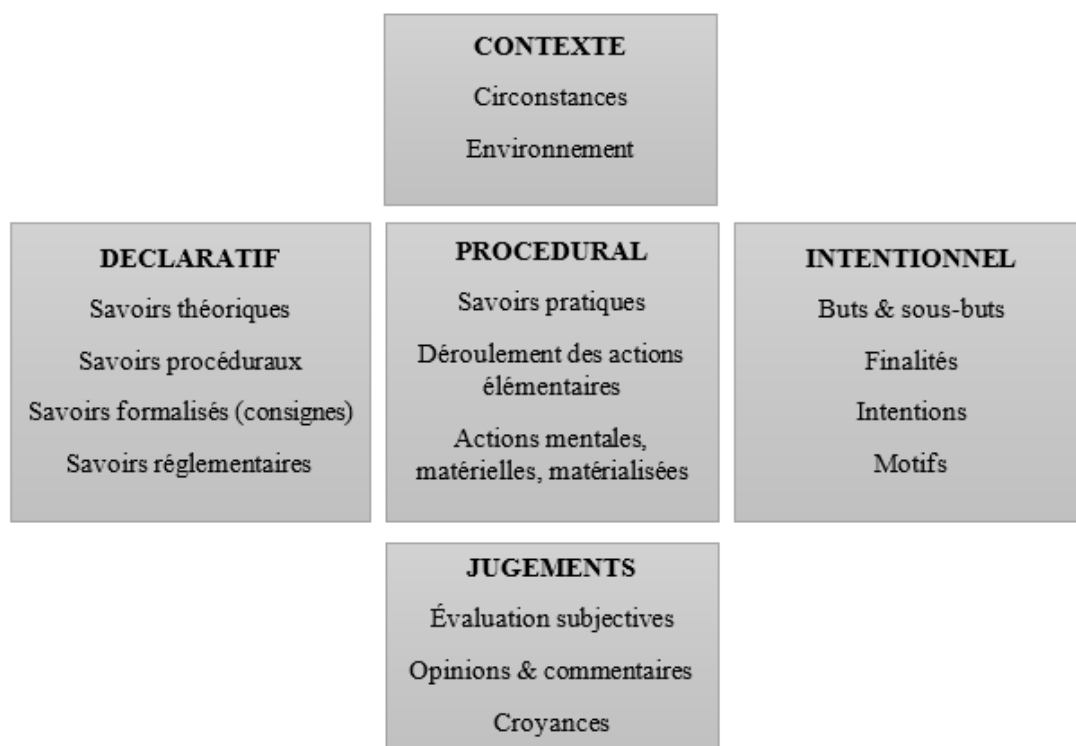 CONTEXTE
Circonstances
Environnement
DECLARATIF
Savoirs théoriques
Savoirs procéduraux
Savoirs formalisés (consignes)
Savoirs réglementaires
PROCEDURAL
Savoirs pratiques
Déroulement des actions
élémentaires
Actions mentales,
matérielles, matérialisées
INTENTIONNEL
Buts & sous-buts
Finalités
Intentions
Motifs
JUGEMENTS
Évaluation subjectives
Opinions & commentaires
Croyances